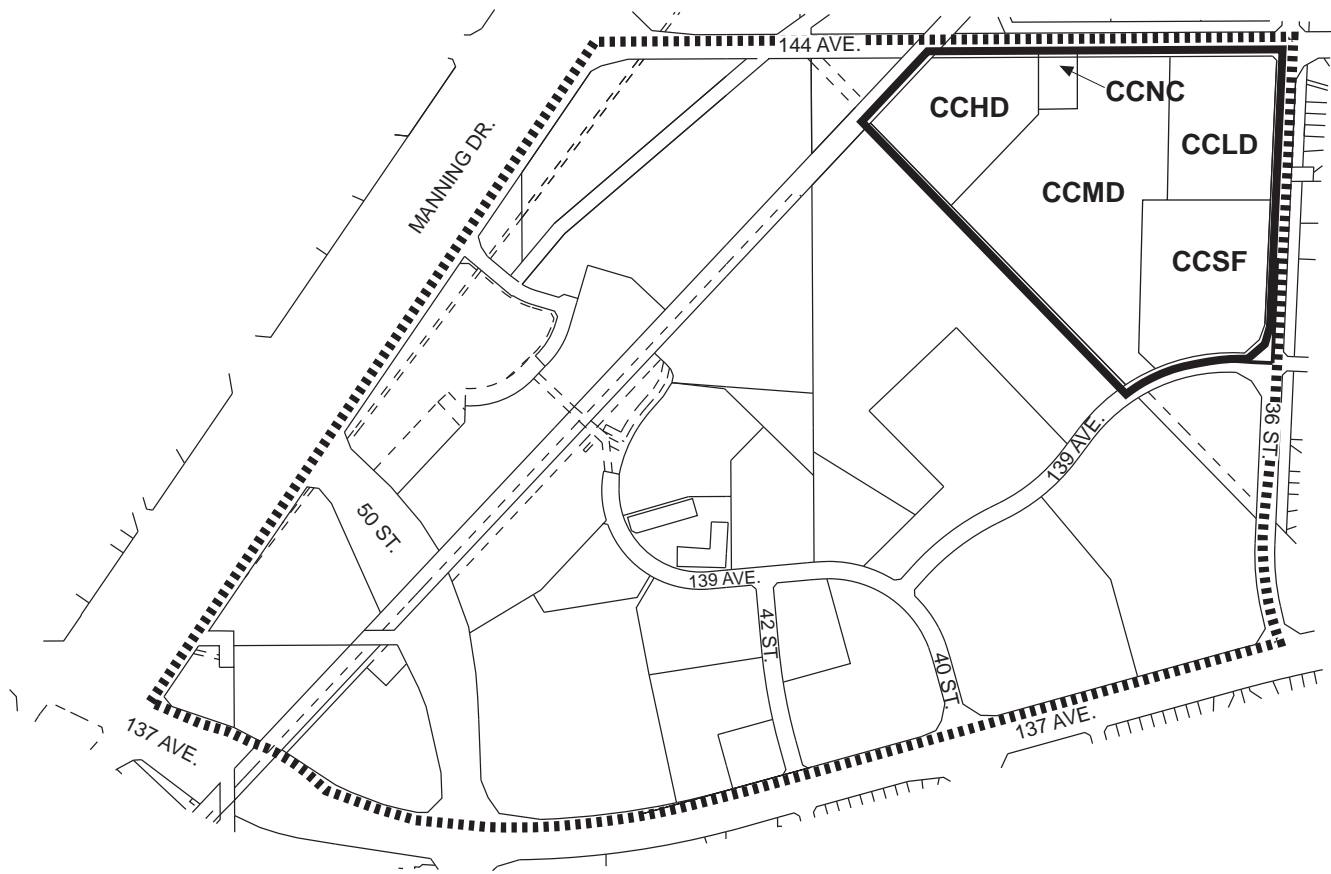 144 AVE.
CCNC
CCHD
MANNING DR.
CCLD
CCMD
CCSF
36 ST.
139 AVE.
50 ST.
139 AVE.
42 ST.
40 ST.
137 AVE.
137 AVE.